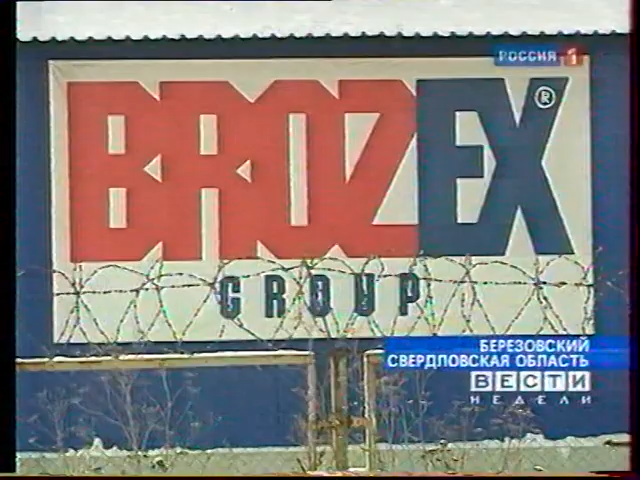 РОССИЯ 1
BROZEX ®
GROUP
БЕРЕЗОВСКИЙ
СВЕРДЛОВСКАЯ ОБЛАСТЬ
ВЕСТИ
НЕДЕЛИ